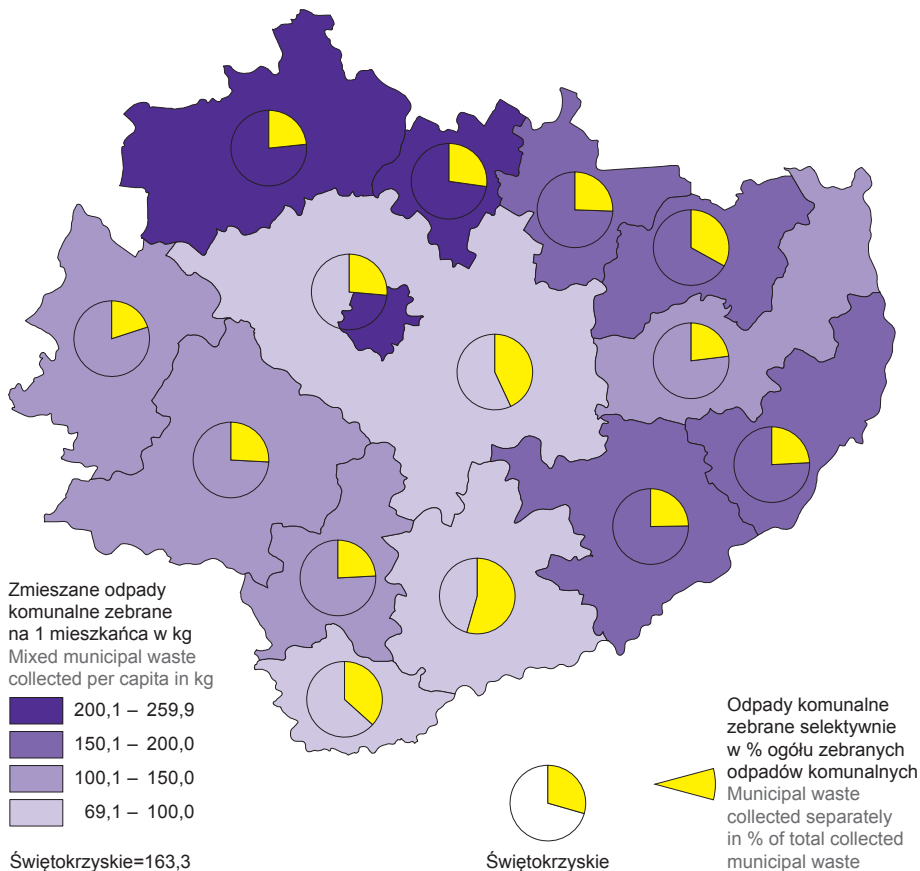 Zmieszane odpady
komunalne zebrane
na 1 mieszkańca w kg
Mixed municipal waste
collected per capita in kg
200,1 – 259,9
150,1 – 200,0
100,1 – 150,0
69,1 – 100,0
Świętokrzyskie=163,3
Świętokrzyskie
Odpady komunalne
zebrane selektywnie
w % ogółu zebranych
odpadów komunalnych
Municipal waste
collected separately
in % of total collected
municipal waste